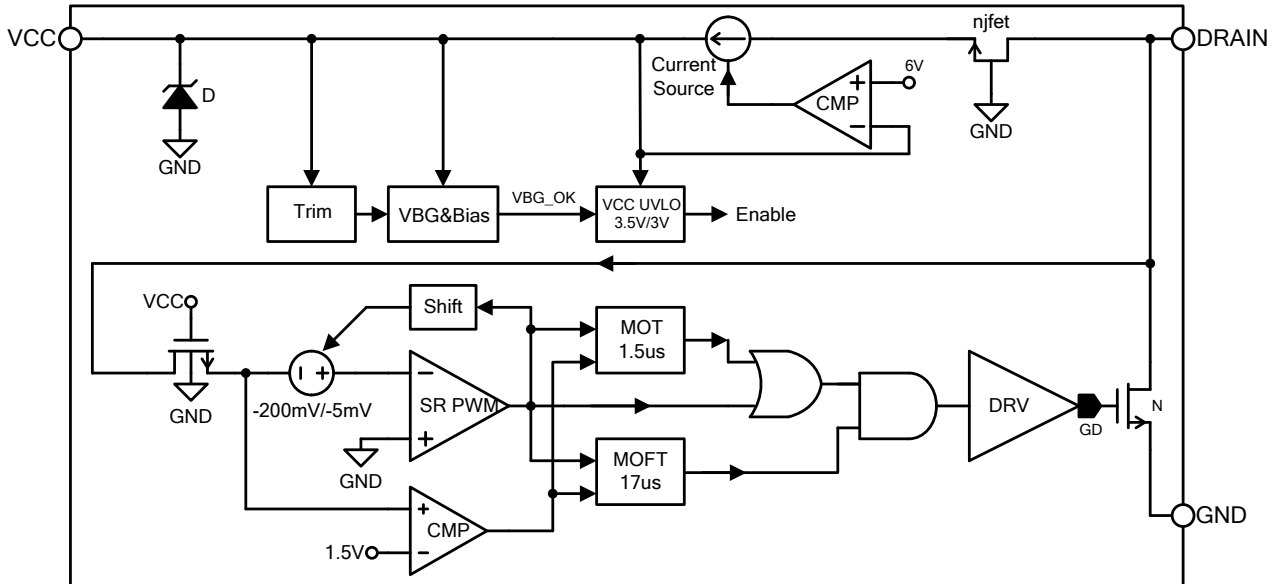 VCC
njfet
DRAIN
D
GND
Current
Source
CMP
+
−
6V
GND
Trim
VBG&Bias
VBG_OK
VCC UVLO
3.5V/3V
Enable
VCC
GND
Shift
− +
-200mV/-5mV
−
SR PWM
+
GND
MOT
1.5us
MOFT
17us
DRV
GD
N
+
CMP
−
1.5V
GND